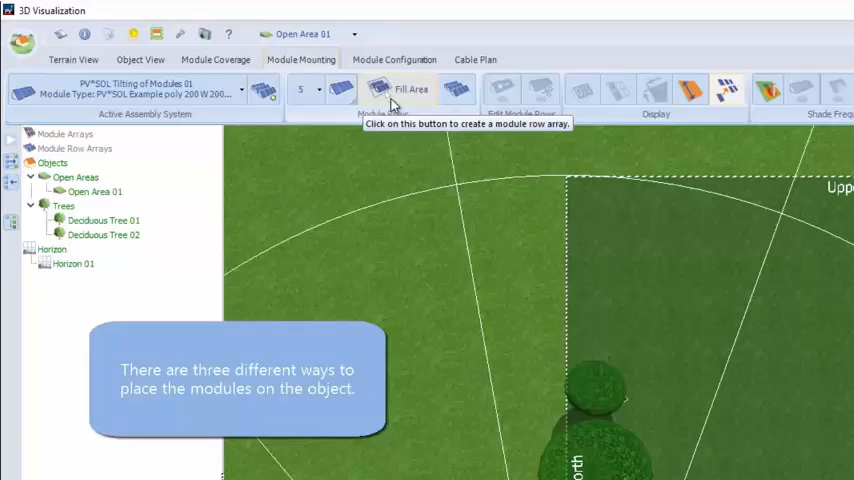 3D Visualization
? Open Area 01
Terrain View Object View Module Coverage Module Mounting Module Configuration Cable Plan
PV*SOL Tilting of Modules 01
Module Type: PV*SOL Example poly 200 W 200...
5
Fill Area
Active Assembly System
Edit Module Rows
Display
Shade Frequ
Click on this button to create a module row array.
Module Arrays
Module Row Arrays
Objects
Open Areas
Open Area 01
Trees
Deciduous Tree 01
Deciduous Tree 02
Horizon
Horizon 01
Uppe
There are three different ways to
place the modules on the object.
orth